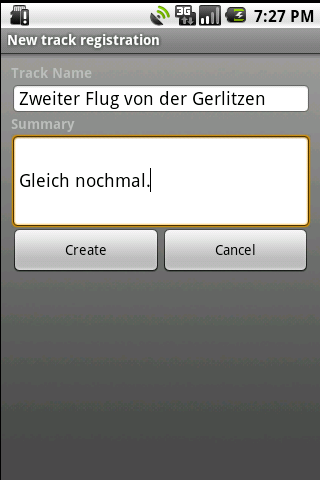 3G 7:27 PM
New track registration
Track Name
Zweiter Flug von der Gerlitzen
Summary
Gleich nochmal.
Create Cancel